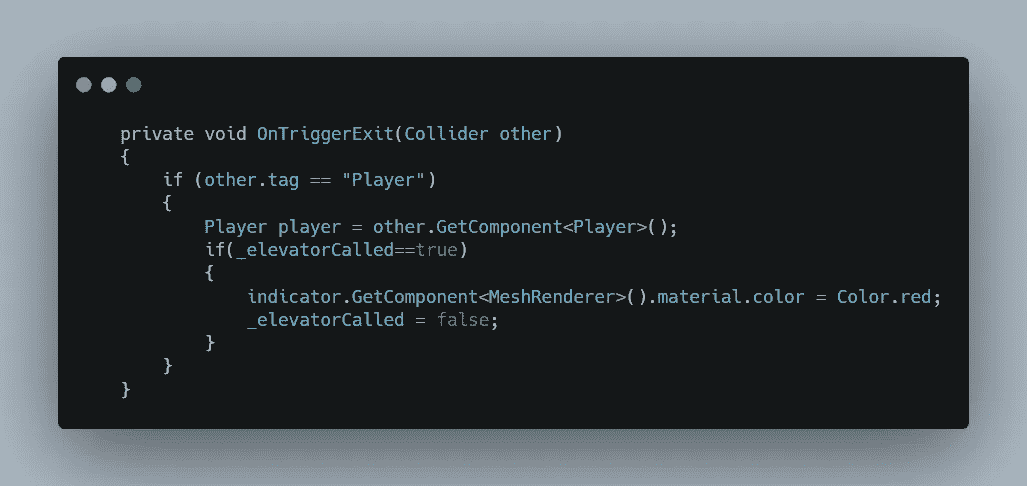 private void OnTriggerExit(Collider other)
{
    if (other.tag == "Player")
    {
        Player player = other.GetComponent<Player>();
        if(_elevatorCalled==true)
        {
            indicator.GetComponent<MeshRenderer>().material.color = Color.red;
            _elevatorCalled = false;
        }
    }
}